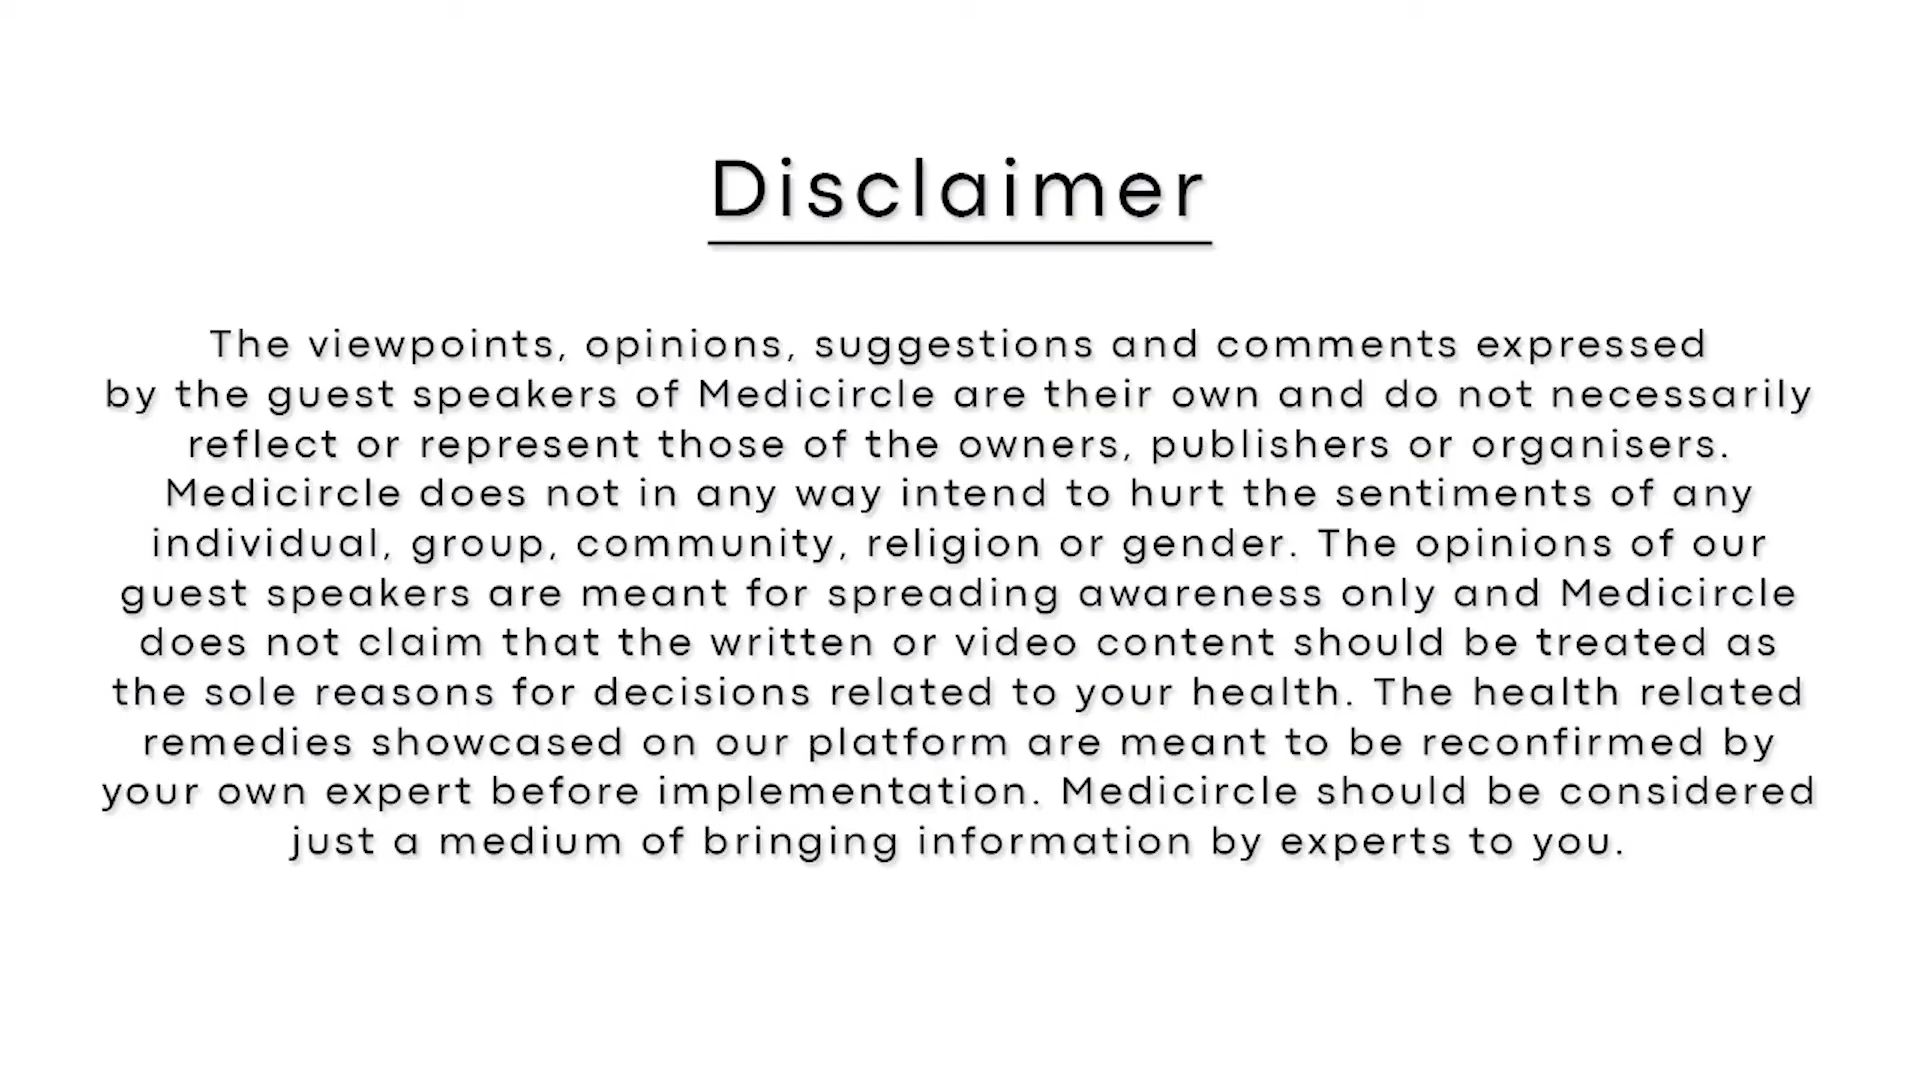 Disclaimer
The viewpoints, opinions, suggestions and comments expressed
by the guest speakers of Medicircle are their own and do not necessarily
reflect or represent those of the owners, publishers or organisers.
Medicircle does not in any way intend to hurt the sentiments of any
individual, group, community, religion or gender. The opinions of our
guest speakers are meant for spreading awareness only and Medicircle
does not claim that the written or video content should be treated as
the sole reasons for decisions related to your health. The health related
remedies showcased on our platform are meant to be reconfirmed by
your own expert before implementation. Medicircle should be considered
just a medium of bringing information by experts to you.